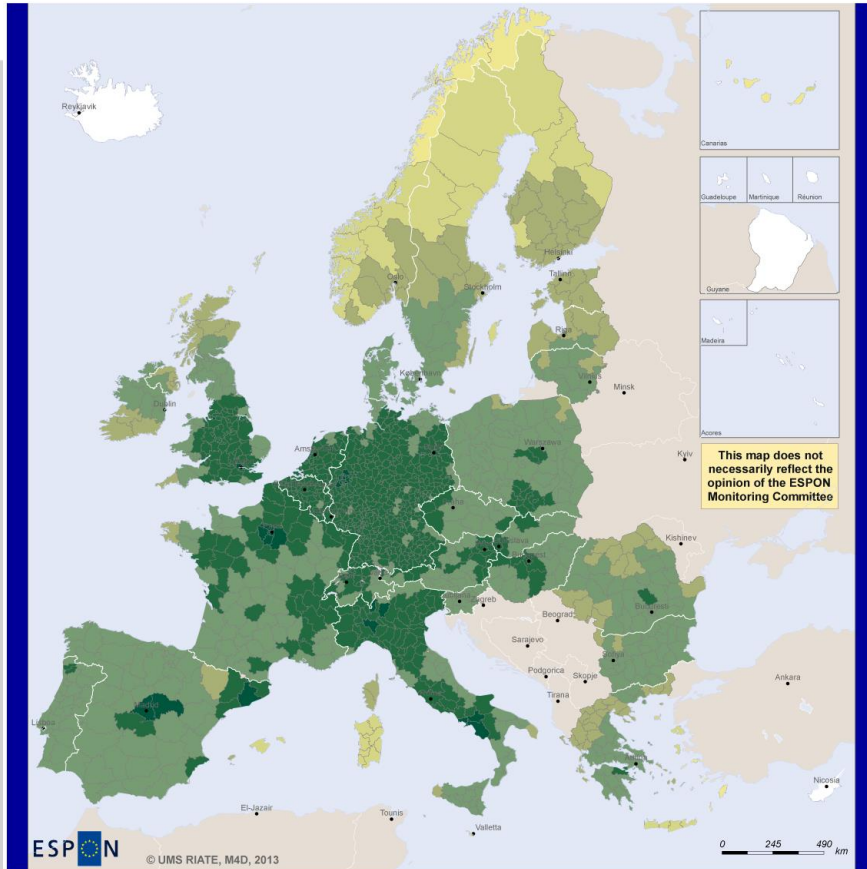 Reykjavik
Canarias
Guadeloupe
Martinique
Réunion
Guyane
Madeira
Acores
This map does not
necessarily reflect the
opinion of the ESPON
Monitoring Committee
Helsinki
Tallinn
Oslo
Stockholm
Riga
Vilnius
Minsk
København
Dublin
Warszawa
Kyiv
Kishinev
Zagreb
Beograd
Bucuresti
Sarajevo
Podgorica
Skopje
Tirana
Ankara
Madrid
Lisboa
El-Jazair
Tounis
Valletta
Nicosia
ESPON
© UMS RIATE, M4D, 2013
0 245 490 km